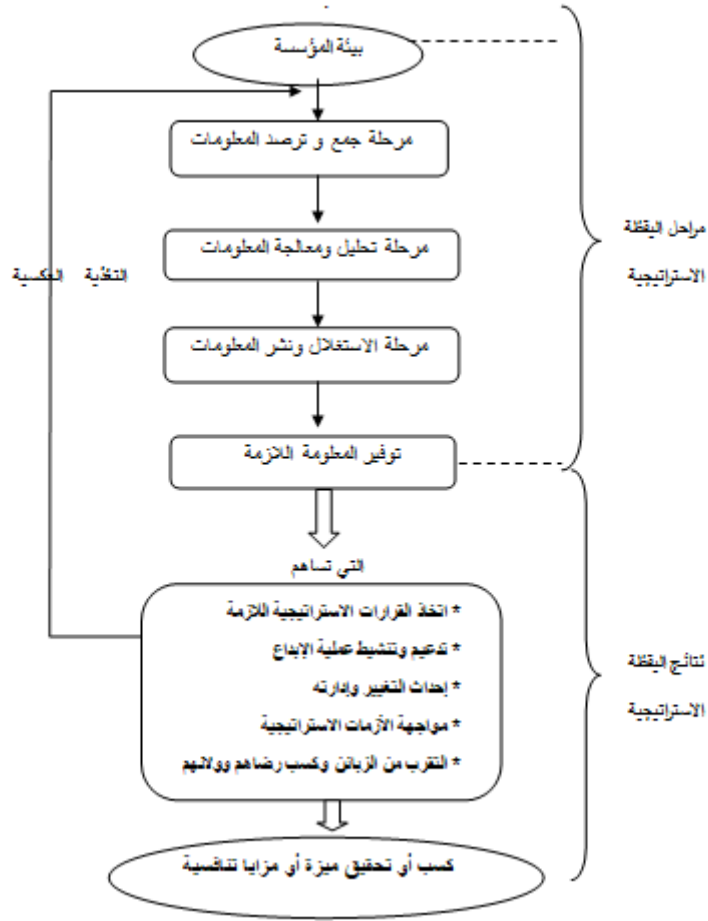 بيئة المؤسسة
مرحلة جمع و ترصد المعلومات
مرحلة تحليل ومعالجة المعلومات
مرحلة الاستغلال ونشر المعلومات
توفير المعلومة اللازمة
التي تساهم
* اتخاذ القرارات الاستراتيجية اللازمة
* تدعيم وتنشيط عملية الإبداع
* إحداث التغيير وإدارته
* مواجهة الأزمات الاستراتيجية
* التقرب من الزبائن وكسب رضاهم وولائهم
كسب أو تحقيق ميزة أو مزايا تنافسية
مراحل اليقظة
الاستراتيجية
نتائج اليقظة
الاستراتيجية
التغذية العكسية